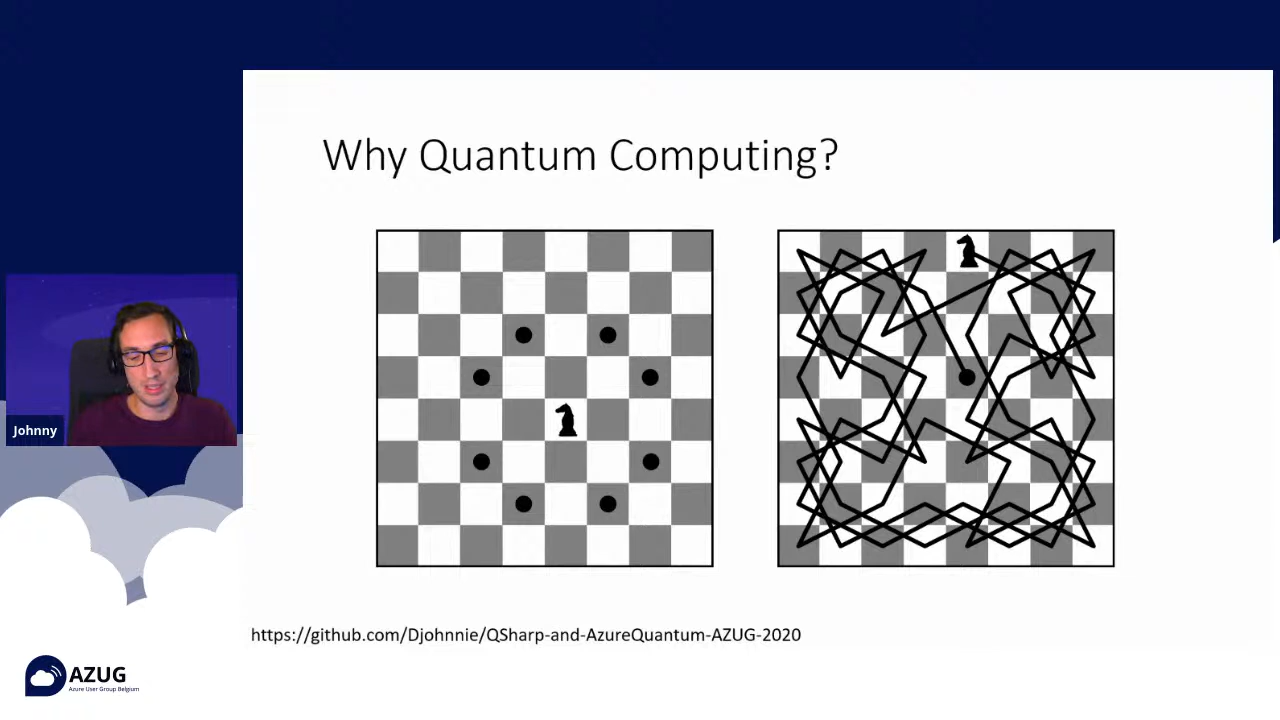 Why Quantum Computing?
Johnny
https://github.com/Djohnnie/QSharp-and-AzureQuantum-AZUG-2020
AZUG
Azure User Group Belgium